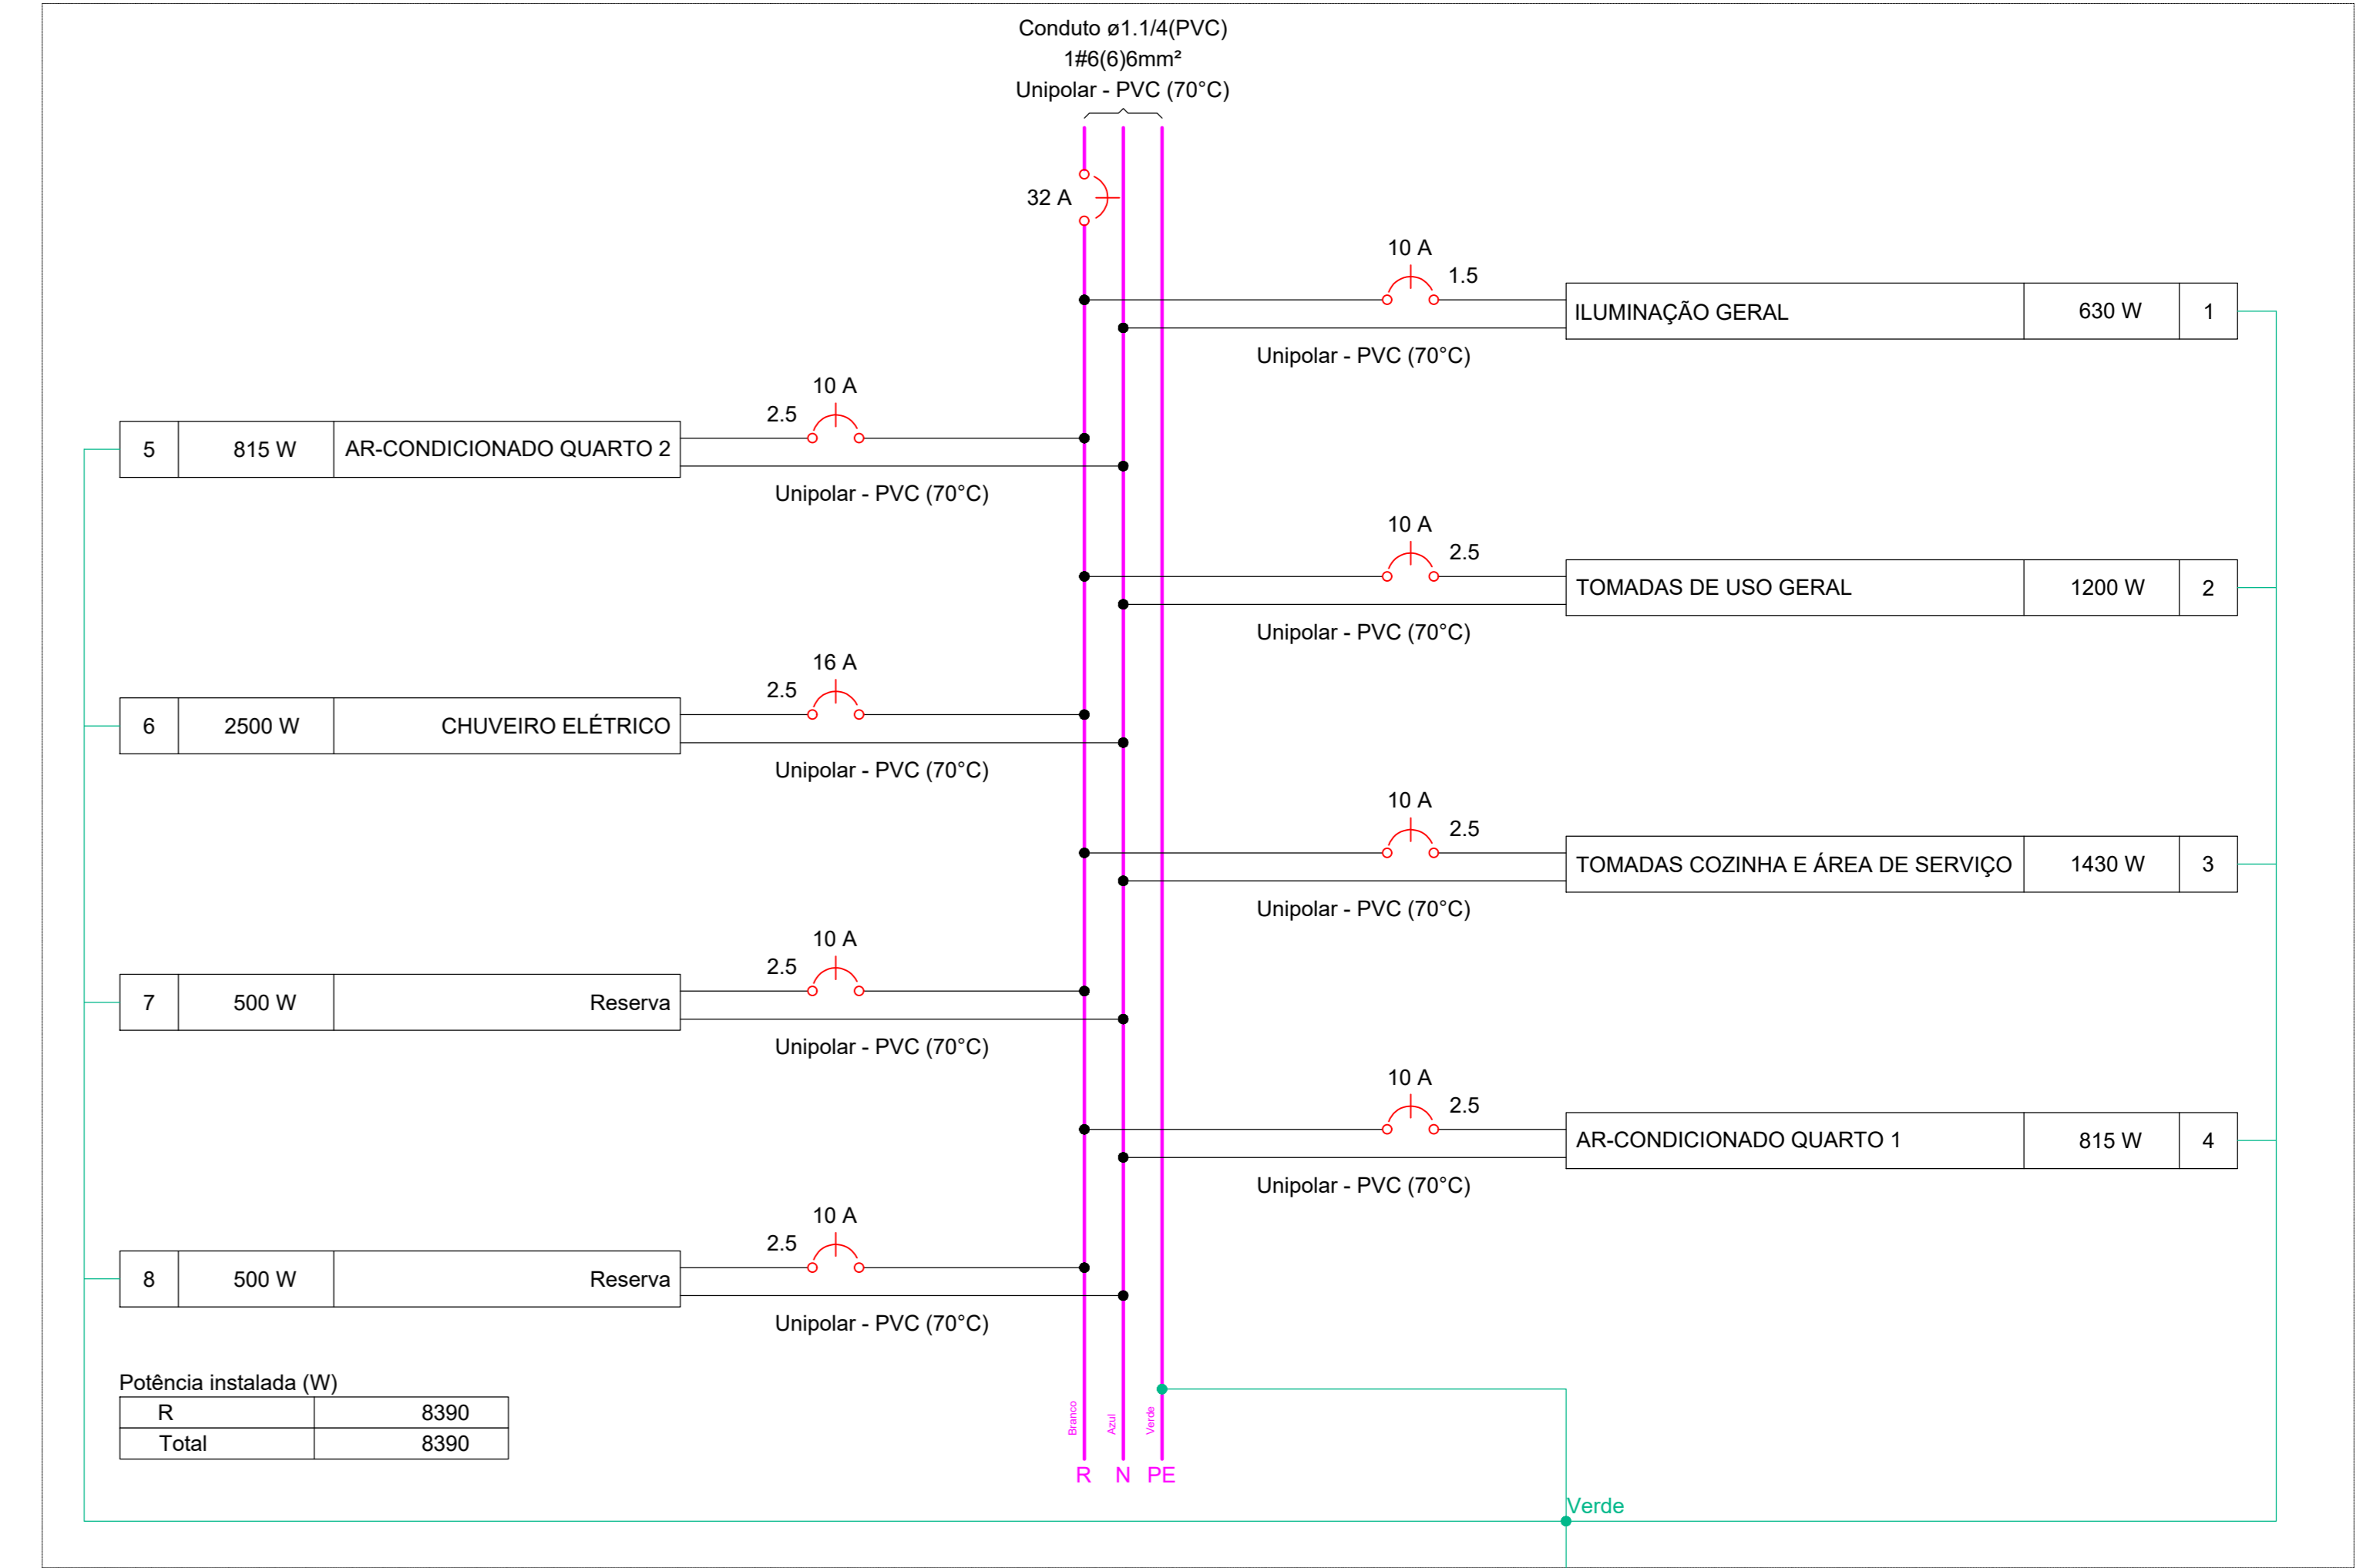 Conduto ø1.1/4(PVC)
1#6(6)6mm²
Unipolar - PVC (70°C)
32 A
10 A
1.5
ILUMINAÇÃO GERAL 630 W 1
Unipolar - PVC (70°C)
10 A
2.5
5 815 W AR-CONDICIONADO QUARTO 2
Unipolar - PVC (70°C)
10 A
2.5
TOMADAS DE USO GERAL 1200 W 2
Unipolar - PVC (70°C)
16 A
2.5
6 2500 W CHUVEIRO ELÉTRICO
Unipolar - PVC (70°C)
10 A
2.5
TOMADAS COZINHA E ÁREA DE SERVIÇO 1430 W 3
Unipolar - PVC (70°C)
10 A
2.5
7 500 W Reserva
Unipolar - PVC (70°C)
10 A
2.5
AR-CONDICIONADO QUARTO 1 815 W 4
Unipolar - PVC (70°C)
10 A
2.5
8 500 W Reserva
Unipolar - PVC (70°C)
Potência instalada (W)
R 8390
Total 8390
Branco
Azul
Verde
R N PE
Verde